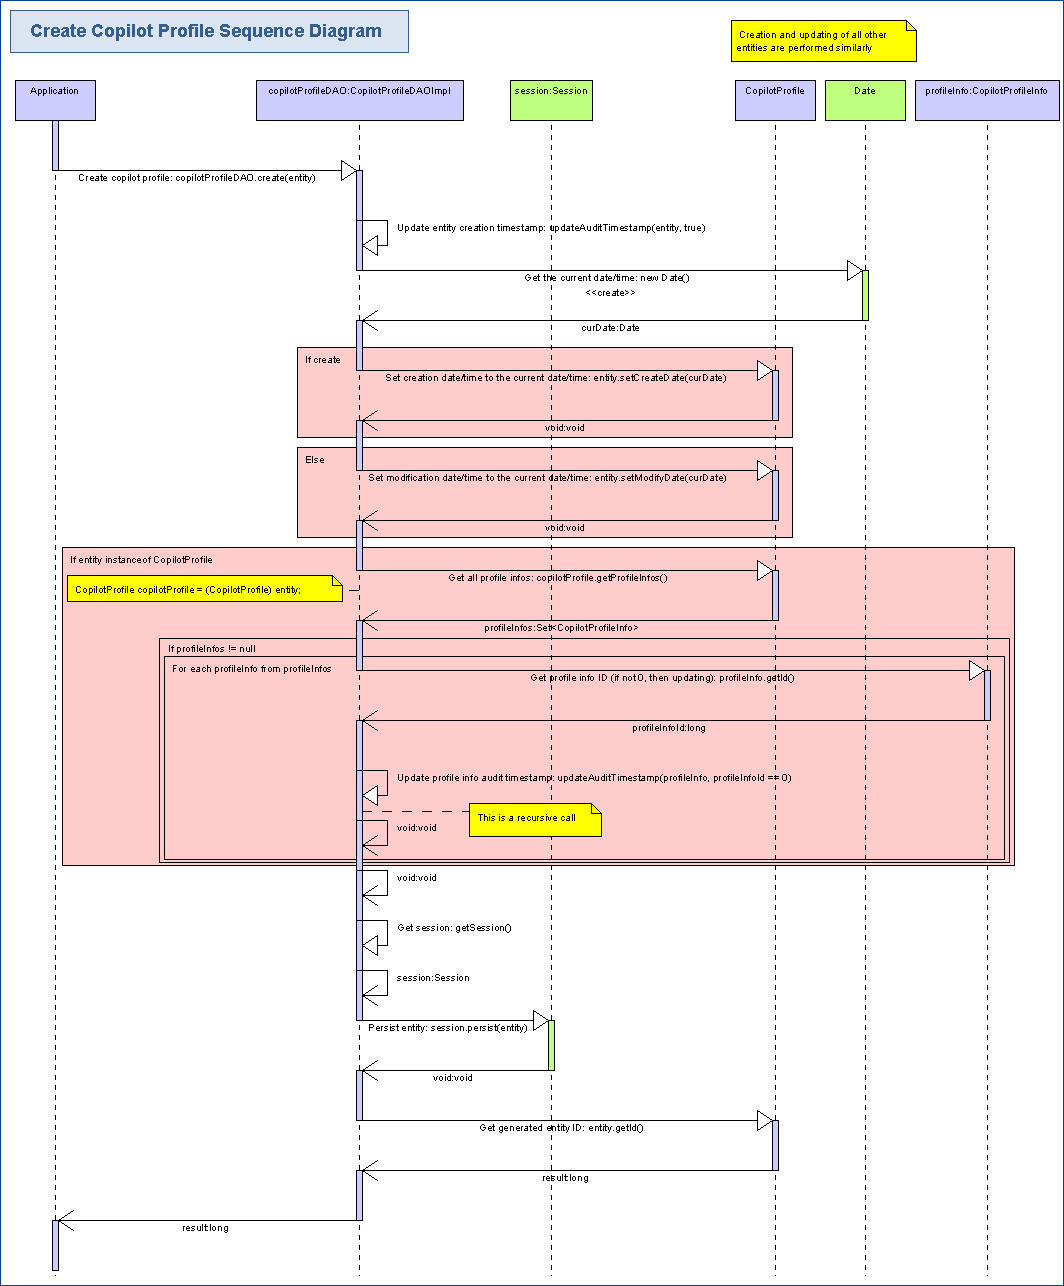 Create Copilot Profile Sequence Diagram
Creation and updating of all other
entities are performed similarly
Application
copilotProfileDAO:CopilotProfileDAOImpl
session:Session
CopilotProfile
Date
profileInfo:CopilotProfileInfo
Create copilot profile: copilotProfileDAO.create(entity)
Update entity creation timestamp: updateAuditTimestamp(entity, true)
Get the current date/time: new Date()
<<create>>
curDate:Date
If create
Set creation date/time to the current date/time: entity.setCreateDate(curDate)
void:void
Else
Set modification date/time to the current date/time: entity.setModifyDate(curDate)
void:void
If entity instanceof CopilotProfile
Get all profile infos: copilotProfile.getProfileInfos()
CopilotProfile copilotProfile = (CopilotProfile) entity;
profileInfos:Set<CopilotProfileInfo>
If profileInfos != null
For each profileInfo from profileInfos
Get profile info ID (if not 0, then updating): profileInfo.getId()
profileInfoId:long
Update profile info audit timestamp: updateAuditTimestamp(profileInfo, profileInfoId == 0)
This is a recursive call
void:void
void:void
Get session: getSession()
session:Session
Persist entity: session.persist(entity)
void:void
Get generated entity ID: entity.getId()
result:long
result:long